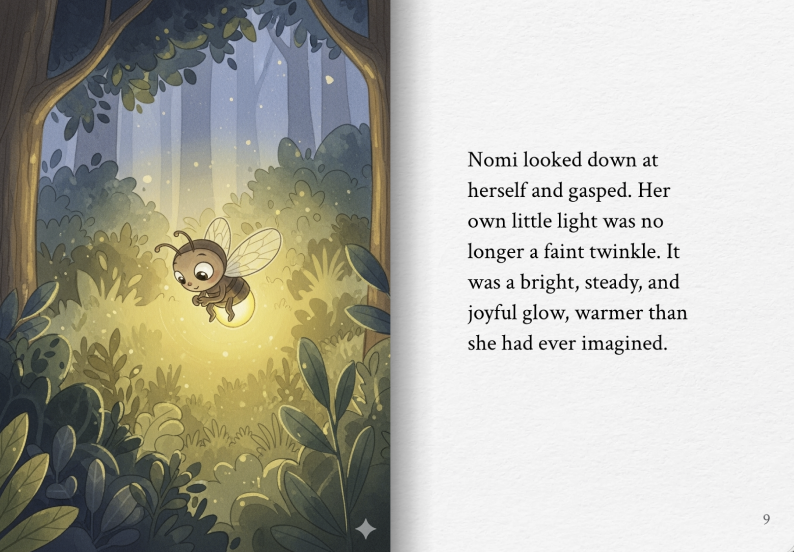 Nomi looked down at
herself and gasped. Her
own little light was no
longer a faint twinkle. It
was a bright, steady, and
joyful glow, warmer than
she had ever imagined.
9